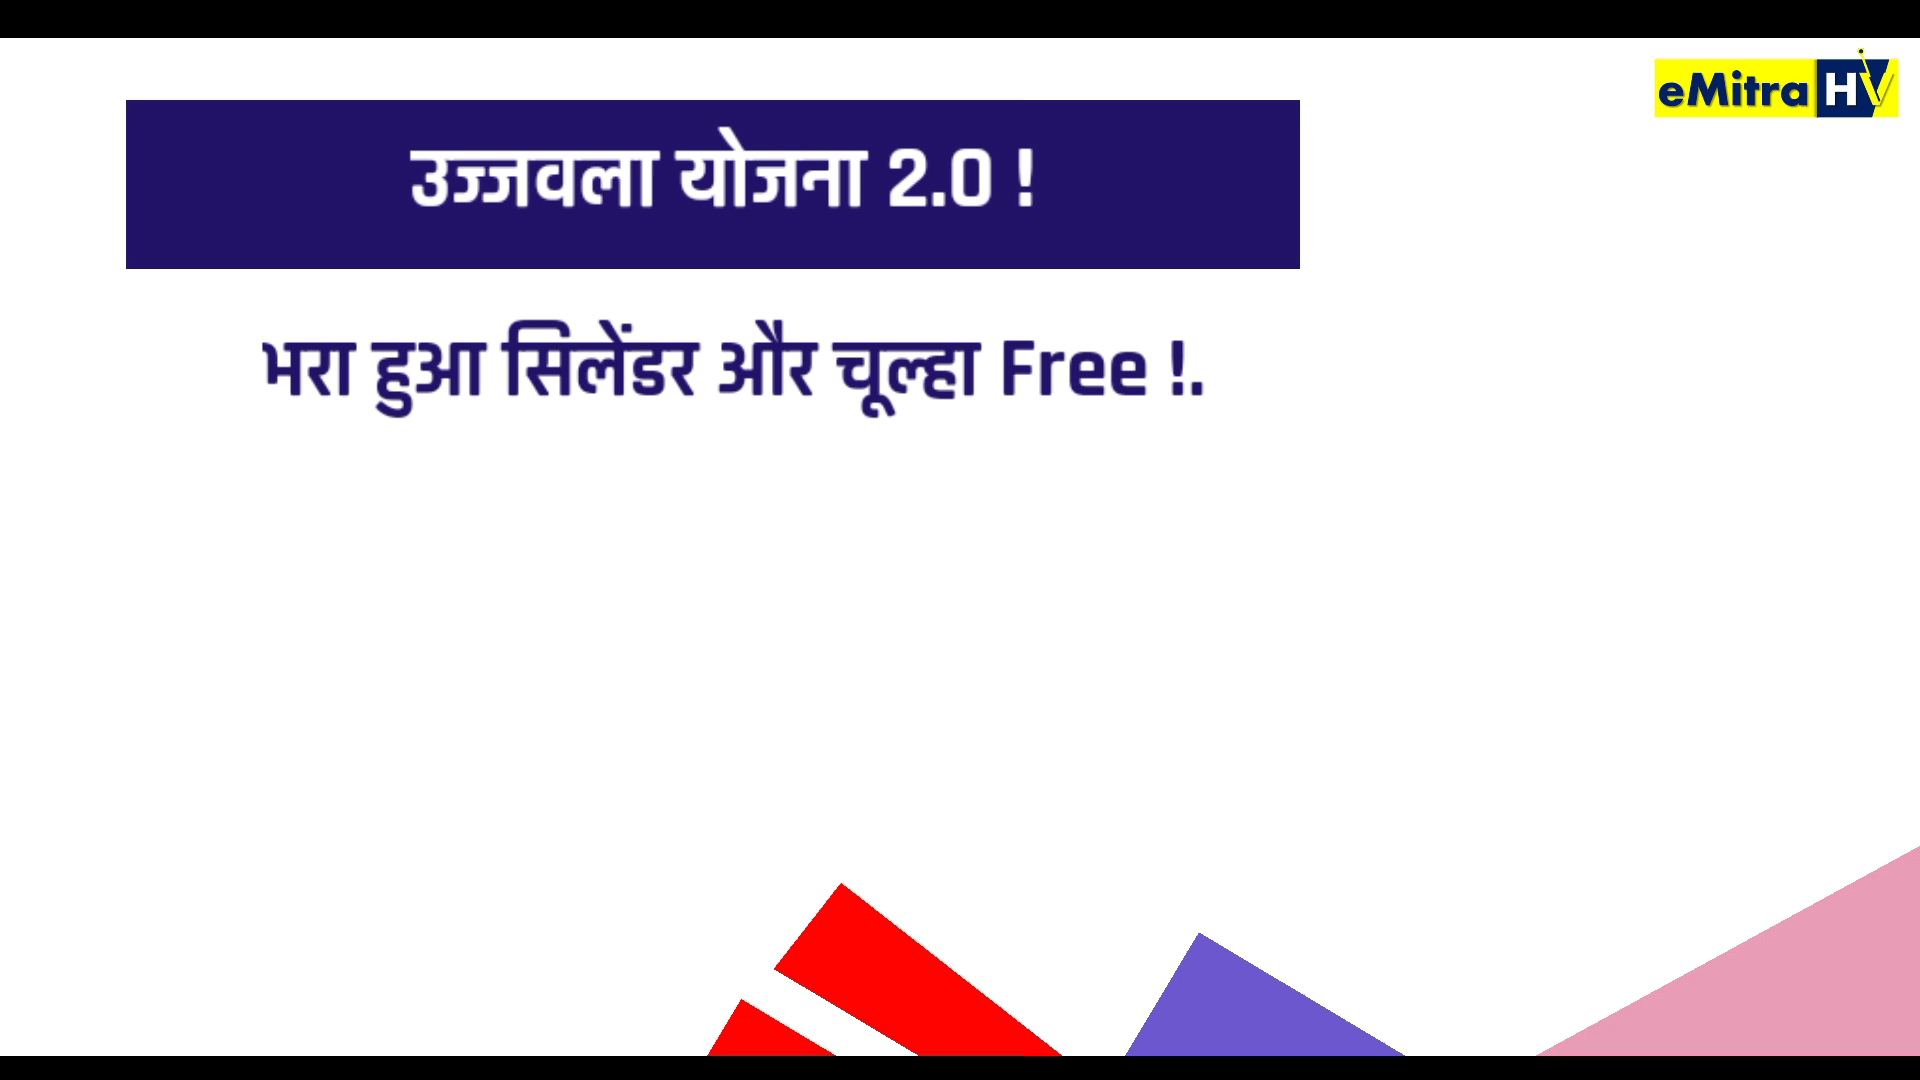 eMitra HV
उज्जवला योजना 2.0 !
भरा हुआ सिलेंडर और चूल्हा Free !.